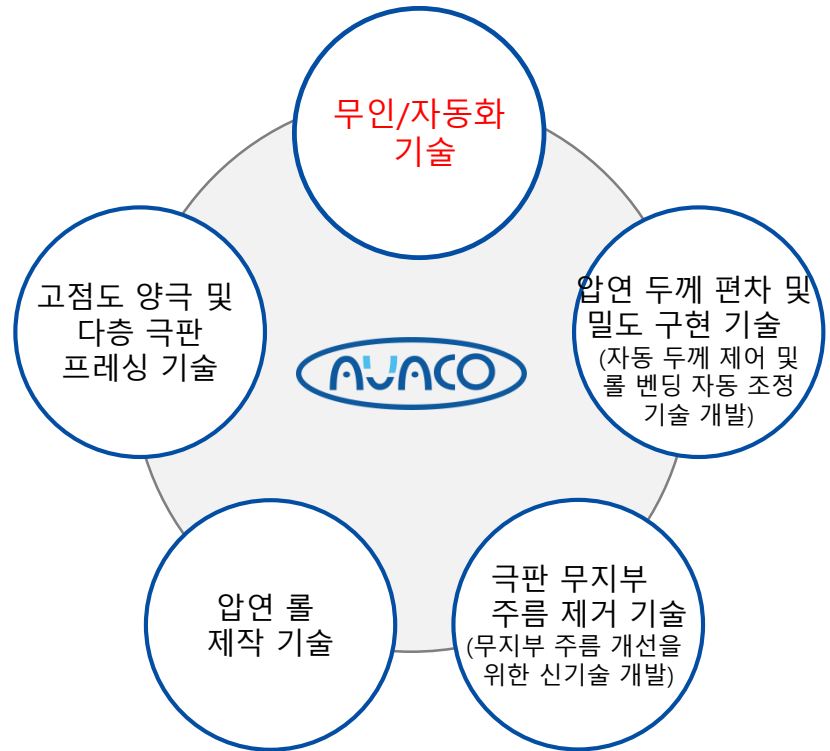 무인/자동화
기술
고점도 양극 및
다층 극판
프레싱 기술
압연 두께 편차 및
밀도 구현 기술
(자동 두께 제어 및
롤 벤딩 자동 조정
기술 개발)
AVACO
압연 롤
제작 기술
극판 무지부
주름 제거 기술
(무지부 주름 개선을
위한 신기술 개발)